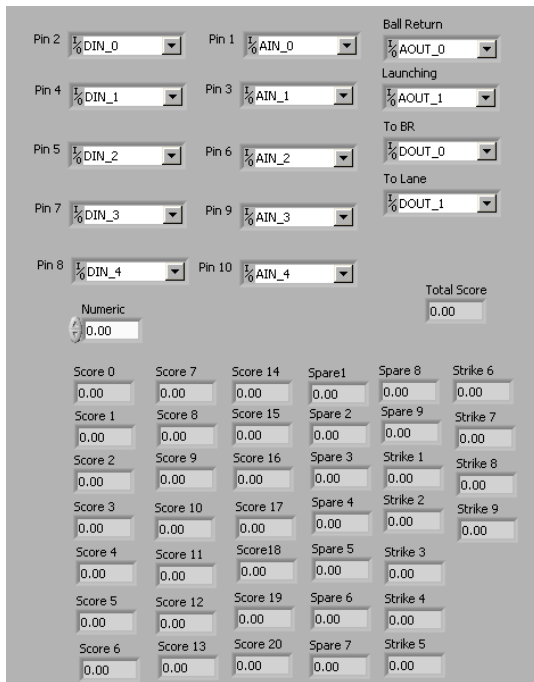 Ball Return
Pin 2 DIN_0 Pin 1 AIN_0 AOUT_0
Launching
Pin 4 DIN_1 Pin 3 AIN_1 AOUT_1
To BR
Pin 5 DIN_2 Pin 6 AIN_2 DOUT_0
To Lane
Pin 7 DIN_3 Pin 9 AIN_3 DOUT_1
Pin 8 DIN_4 Pin 10 AIN_4
Total Score
0.00
Numeric
0.00
Score 0 Score 7 Score 14 Spare1 Spare 8 Strike 6
0.00 0.00 0.00 0.00 0.00 0.00
Score 1 Score 8 Score 15 Spare 2 Spare 9 Strike 7
0.00 0.00 0.00 0.00 0.00 0.00
Score 2 Score 9 Score 16 Spare 3 Strike 1 Strike 8
0.00 0.00 0.00 0.00 0.00 0.00
Score 3 Score 10 Score 17 Spare 4 Strike 2 Strike 9
0.00 0.00 0.00 0.00 0.00 0.00
Score 4 Score 11 Score18 Spare 5 Strike 3
0.00 0.00 0.00 0.00 0.00
Score 5 Score 12 Score 19 Spare 6 Strike 4
0.00 0.00 0.00 0.00 0.00
Score 6 Score 13 Score 20 Spare 7 Strike 5
0.00 0.00 0.00 0.00 0.00